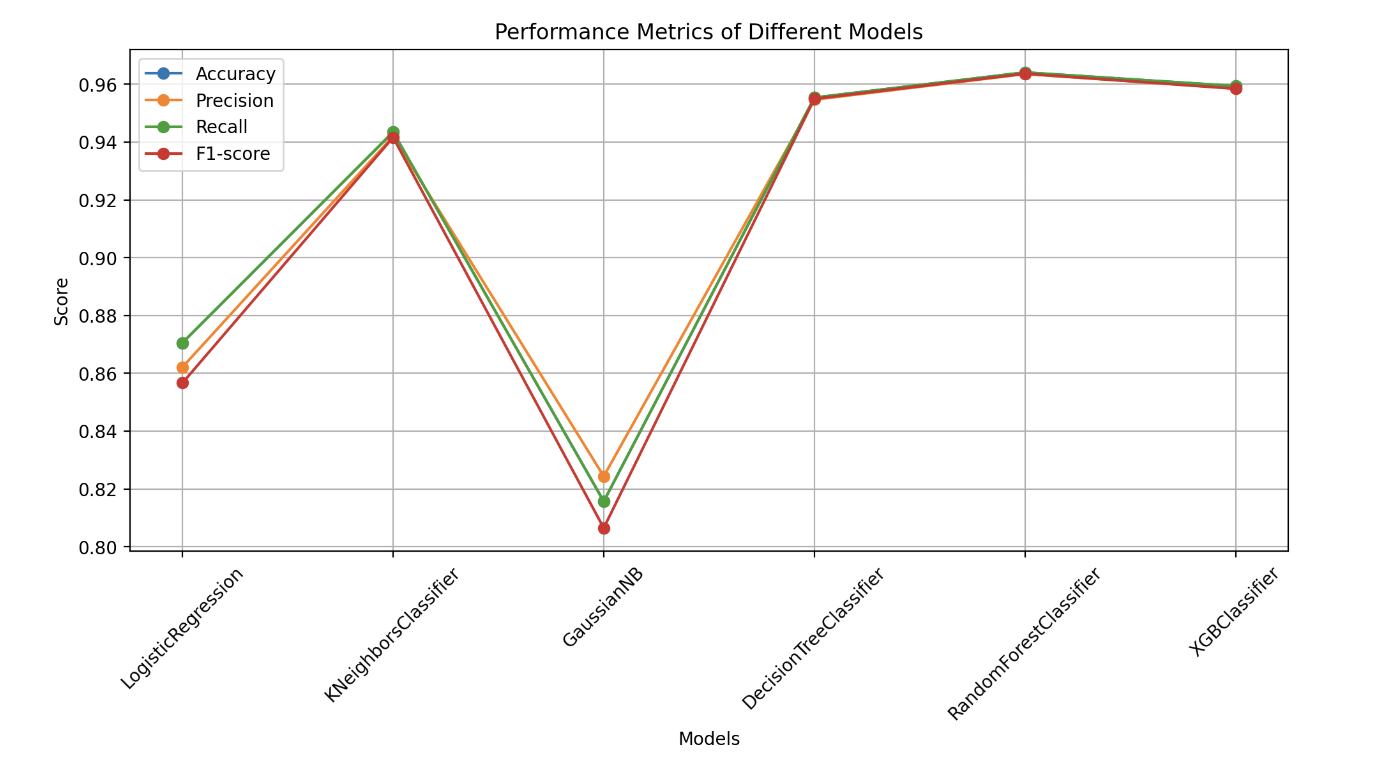 Performance Metrics of Different Models
Accuracy
Precision
Recall
F1-score
0.96
0.94
0.92
0.90
0.88
0.86
0.84
0.82
0.80
Score
LogisticRegression
KNeighborsClassifier
GaussianNB
DecisionTreeClassifier
RandomForestClassifier
XGBClassifier
Models